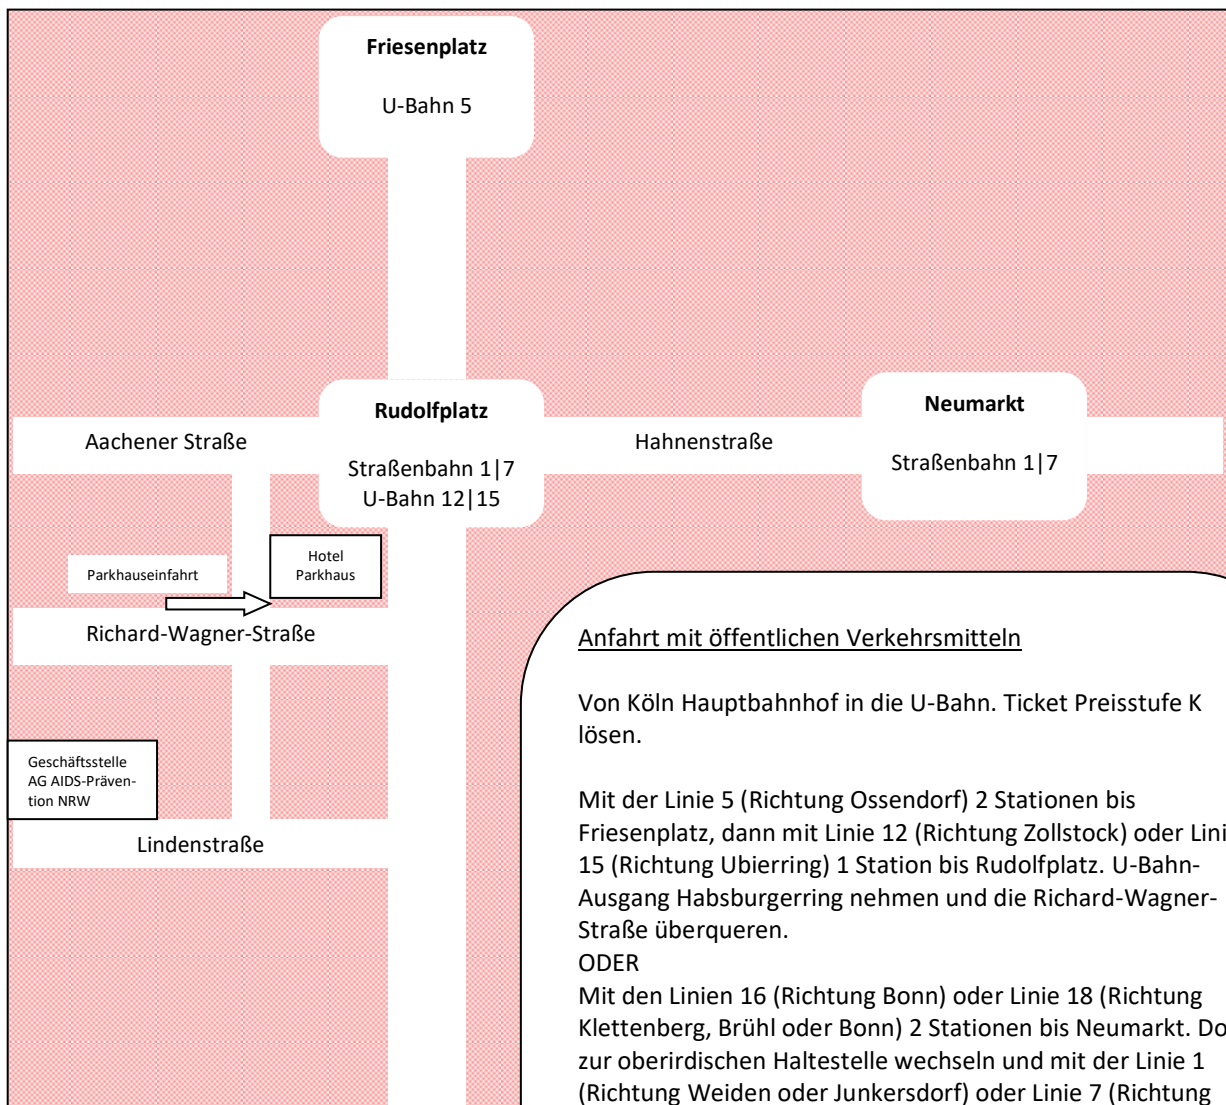 Friesenplatz
U-Bahn 5
Rudolfplatz
Straßenbahn 1|7
U-Bahn 12|15
Neumarkt
Straßenbahn 1|7
Aachener Straße
Hahnenstraße
Hotel
Parkhaus
Parkhauseinfahrt
Richard-Wagner-Straße
Geschäftsstelle
AG AIDS-Präven-
tion NRW
Lindenstraße
Anfahrt mit öffentlichen Verkehrsmitteln
Von Köln Hauptbahnhof in die U-Bahn. Ticket Preisstufe K
lösen.
Mit der Linie 5 (Richtung Ossendorf) 2 Stationen bis
Friesenplatz, dann mit Linie 12 (Richtung Zollstock) oder Lini
15 (Richtung Ubierring) 1 Station bis Rudolfplatz. U-Bahn-
Ausgang Habsburgerring nehmen und die Richard-Wagner-
Straße überqueren.
ODER
Mit den Linien 16 (Richtung Bonn) oder Linie 18 (Richtung
Klettenberg, Brühl oder Bonn) 2 Stationen bis Neumarkt. Do
zur oberirdischen Haltestelle wechseln und mit der Linie 1
(Richtung Weiden oder Junkersdorf) oder Linie 7 (Richtung